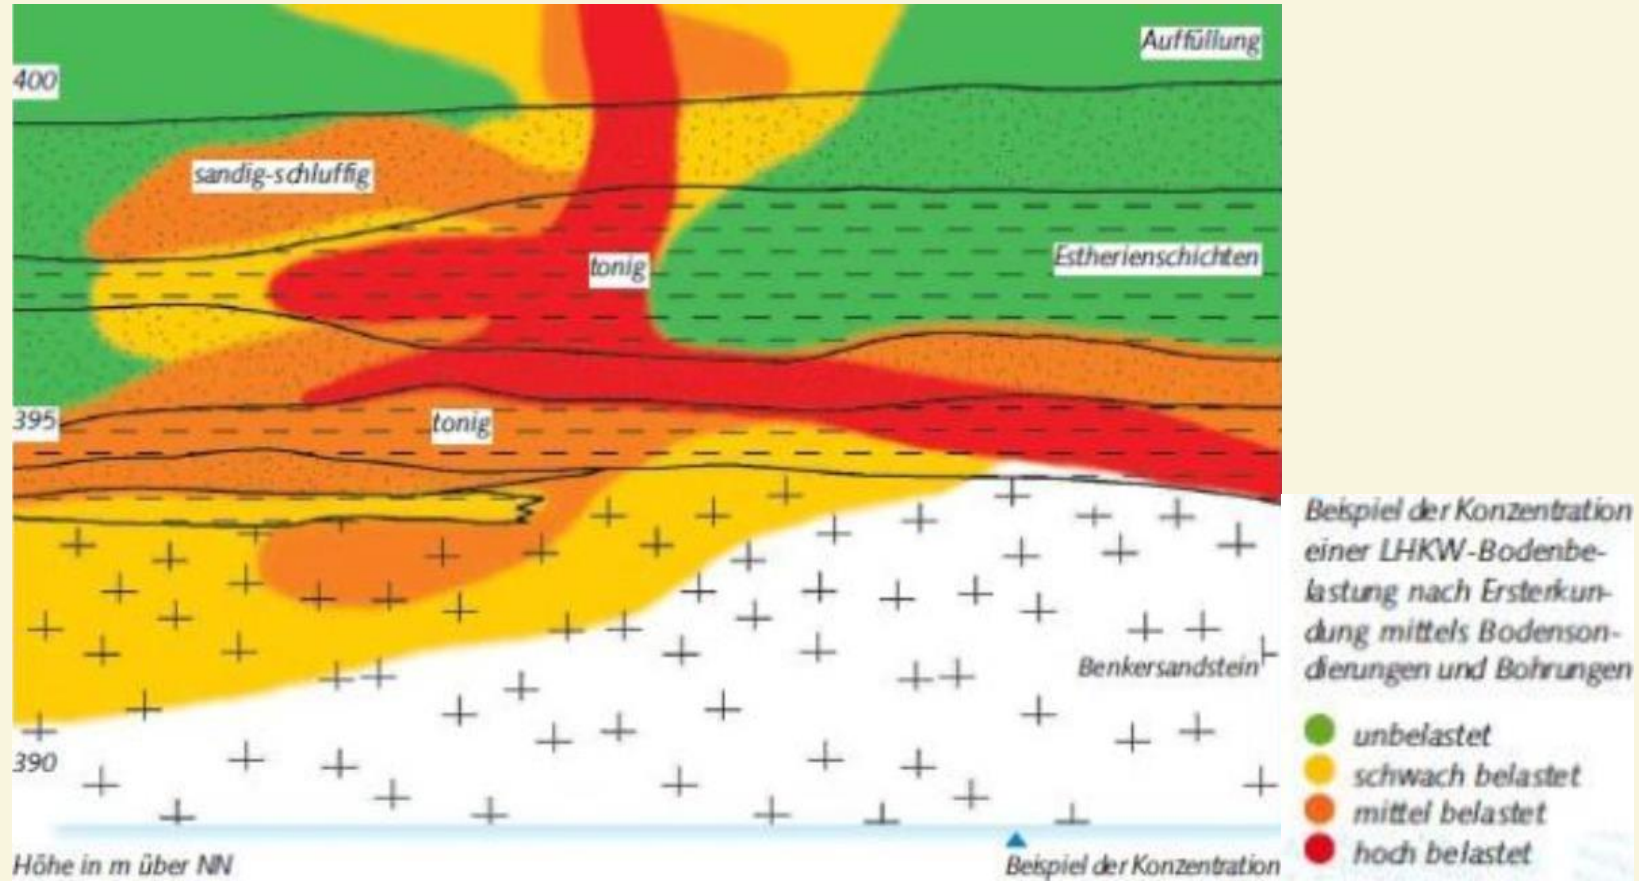 Auffüllung
400
sandig-schluffig
Estherienschichten
tonig
395
tonig
Benkersandstein
390
Höhe in m über NN
Beispiel der Konzentration
Beispiel der Konzentration
einer LHKW-Bodenbe-
lastung nach Ersterkun-
dung mittels Bodenson-
dierungen und Bohrungen
unbelastet
schwach belastet
mittel belastet
hoch belastet